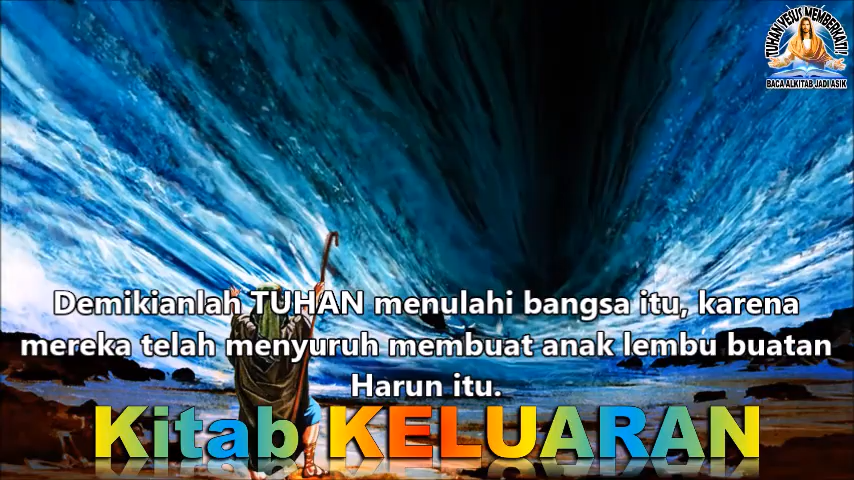 TUHAN YESUS MEMBERKATI!
BACA ALKITAB JADI ASIK
Demikianlah TUHAN menulahi bangsa itu, karena
mereka telah menyuruh membuat anak lembu buatan
Harun itu.
Kitab KELUARAN